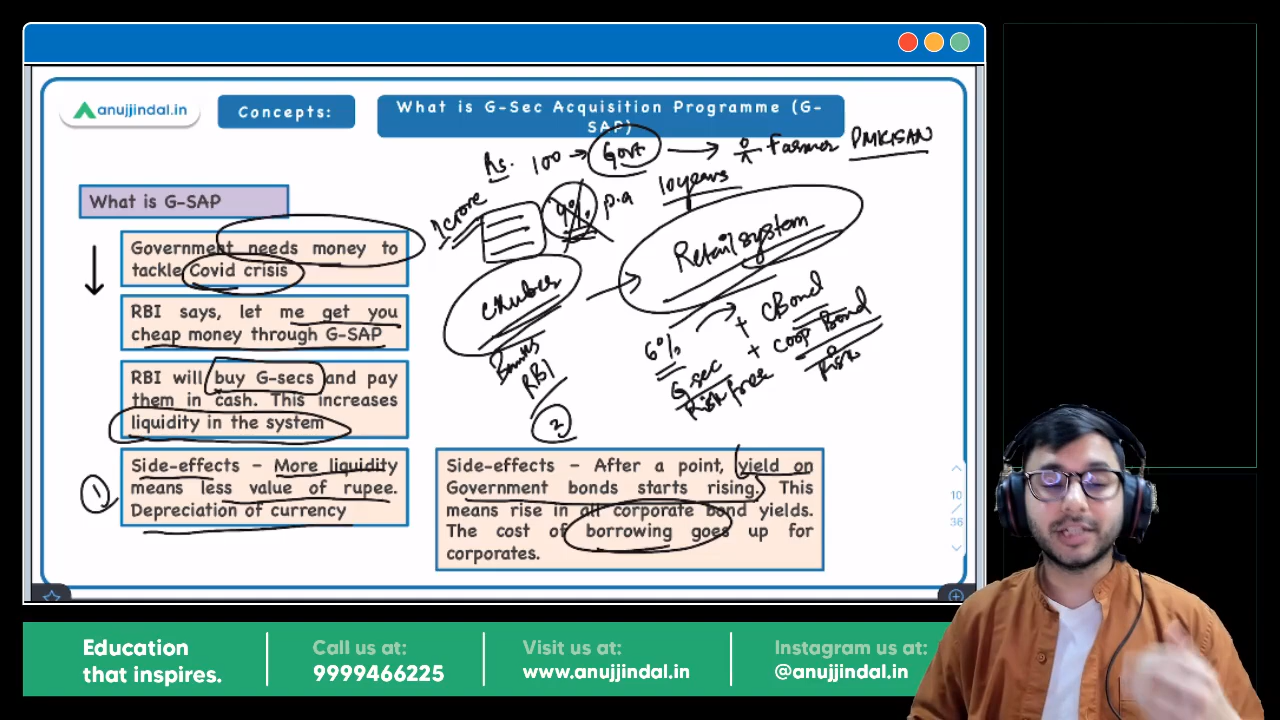 anujjindal.in
Concepts:
What is G-Sec Acquisition Programme (G-
SAP)
Rs. 100 → Govt → Farmer PMKISAN
1 crore
9% p.a
10 years
What is G-SAP
Government needs money to
tackle Covid crisis
Retail system
RBI says, let me get you
cheap money through G-SAP
6%
+ CBond
Gsec + Coop Bond
Risk free
Risk
Banks
RBI
2
RBI will buy G-secs and pay
them in cash. This increases
liquidity in the system
1
Side-effects – More liquidity
means less value of rupee.
Depreciation of currency
Side-effects – After a point, yield on
Government bonds starts rising. This
means rise in all corporate bond yields.
The cost of borrowing goes up for
corporates.
10
/
36
Education
that inspires.
Call us at:
9999466225
Visit us at:
www.anujjindal.in
Instagram us at:
@anujjindal.in